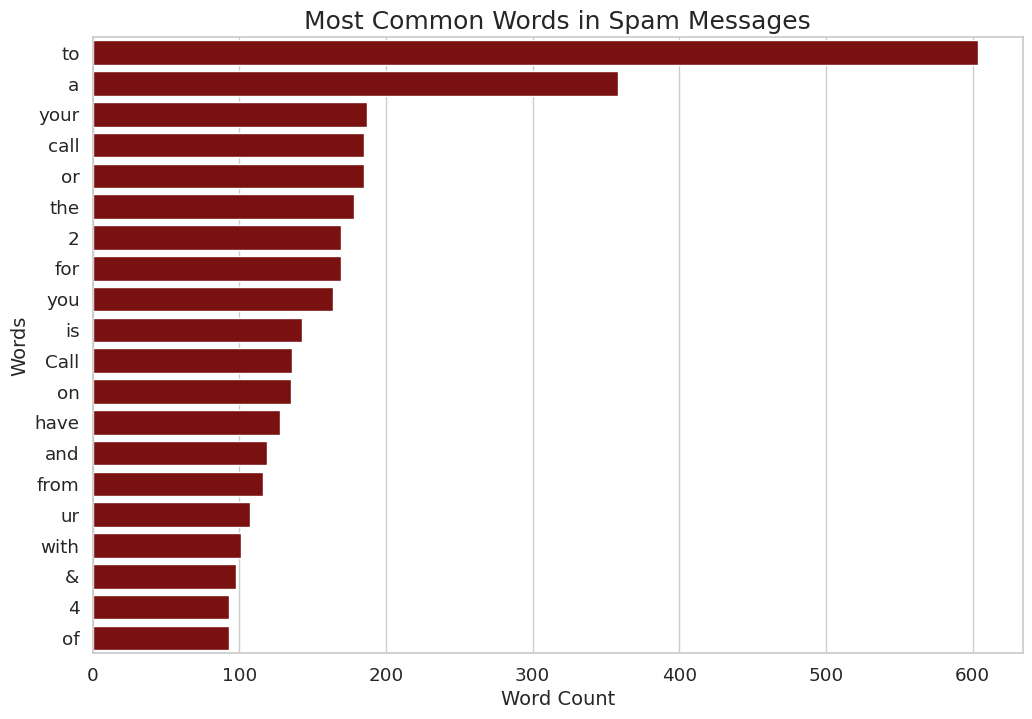 Most Common Words in Spam Messages
Words
to
a
your
call
or
the
2
for
you
is
Call
on
have
and
from
ur
with
&
4
of
0 100 200 300 400 500 600
Word Count